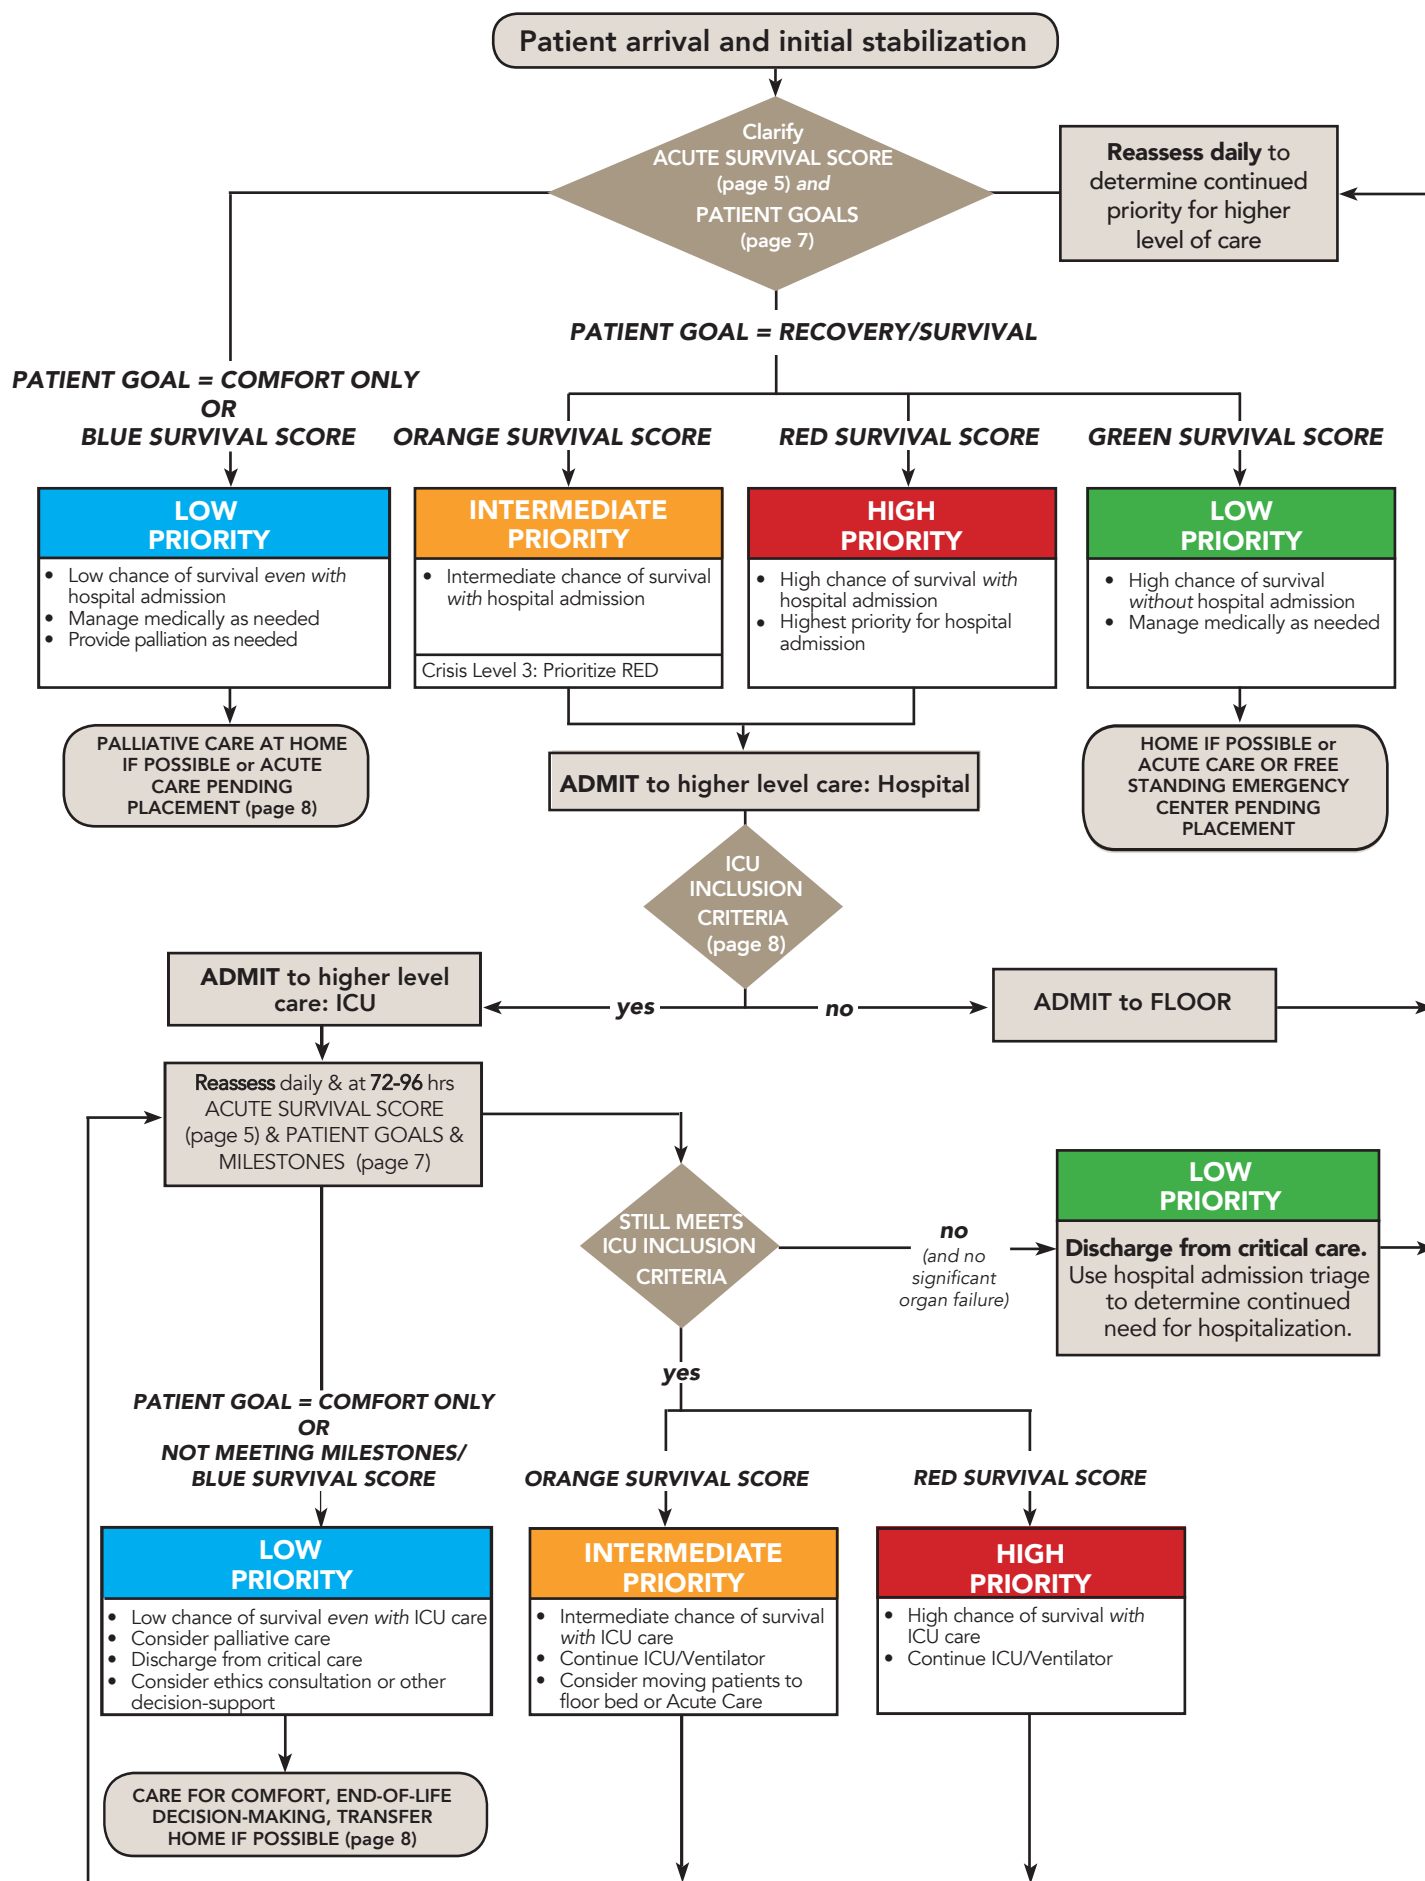 Patient arrival and initial stabilization
Clarify
ACUTE SURVIVAL SCORE
(page 5) and
PATIENT GOALS
(page 7)
Reassess daily to
determine continued
priority for higher
level of care
PATIENT GOAL = RECOVERY/SURVIVAL
PATIENT GOAL = COMFORT ONLY
OR
BLUE SURVIVAL SCORE
ORANGE SURVIVAL SCORE
RED SURVIVAL SCORE
GREEN SURVIVAL SCORE
LOW
PRIORITY
• Low chance of survival even with
hospital admission
• Manage medically as needed
• Provide palliation as needed
INTERMEDIATE
PRIORITY
• Intermediate chance of survival
with hospital admission
Crisis Level 3: Prioritize RED
HIGH
PRIORITY
• High chance of survival with
hospital admission
• Highest priority for hospital
admission
LOW
PRIORITY
• High chance of survival
without hospital admission
• Manage medically as needed
PALLIATIVE CARE AT HOME
IF POSSIBLE or ACUTE
CARE PENDING
PLACEMENT (page 8)
ADMIT to higher level care: Hospital
HOME IF POSSIBLE or
ACUTE CARE OR FREE
STANDING EMERGENCY
CENTER PENDING
PLACEMENT
ICU
INCLUSION
CRITERIA
(page 8)
ADMIT to higher level
care: ICU
yes
no
ADMIT to FLOOR
Reassess daily & at 72-96 hrs
ACUTE SURVIVAL SCORE
(page 5) & PATIENT GOALS &
MILESTONES (page 7)
STILL MEETS
ICU INCLUSION
CRITERIA
no
(and no
significant
organ failure)
LOW
PRIORITY
Discharge from critical care.
Use hospital admission triage
to determine continued
need for hospitalization.
yes
PATIENT GOAL = COMFORT ONLY
OR
NOT MEETING MILESTONES/
BLUE SURVIVAL SCORE
ORANGE SURVIVAL SCORE
RED SURVIVAL SCORE
LOW
PRIORITY
• Low chance of survival even with ICU care
• Consider palliative care
• Discharge from critical care
• Consider ethics consultation or other
decision-support
INTERMEDIATE
PRIORITY
• Intermediate chance of survival
with ICU care
• Continue ICU/Ventilator
• Consider moving patients to
floor bed or Acute Care
HIGH
PRIORITY
• High chance of survival with
ICU care
• Continue ICU/Ventilator
CARE FOR COMFORT, END-OF-LIFE
DECISION-MAKING, TRANSFER
HOME IF POSSIBLE (page 8)